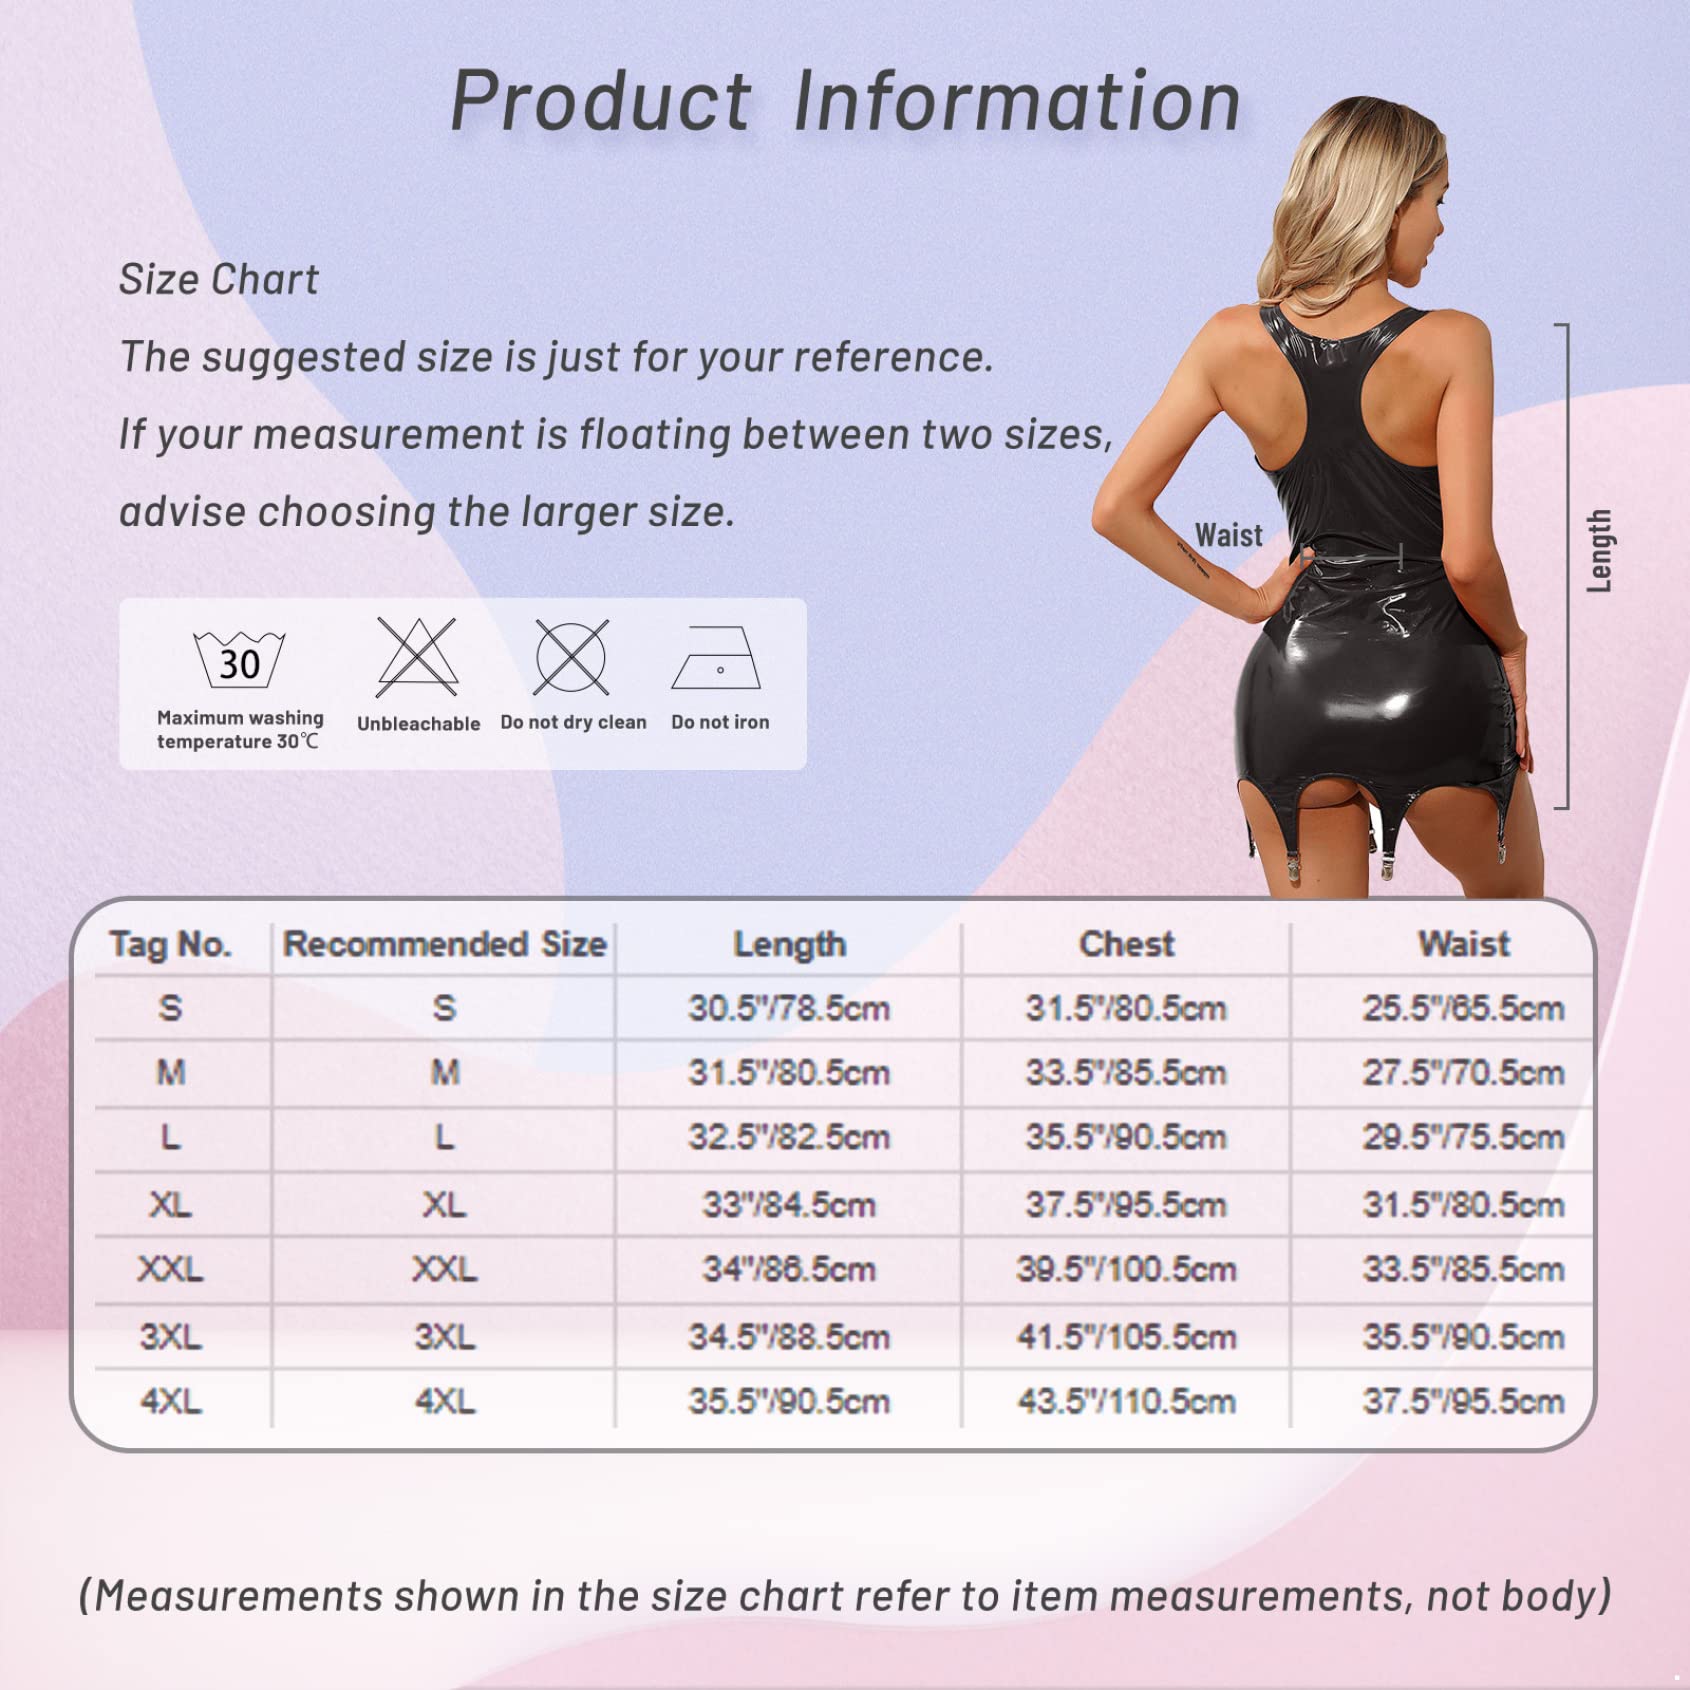 Product Information
Size Chart
The suggested size is just for your reference.
If your measurement is floating between two sizes,
advise choosing the larger size.
Waist
Length
30
Maximum washing
temperature 30℃
Unbleachable
Do not dry clean
Do not iron
Tag No. Recommended Size Length Chest Waist
S S 30.5"/78.5cm 31.5"/80.5cm 25.5"/65.5cm
M M 31.5"/80.5cm 33.5"/85.5cm 27.5"/70.5cm
L L 32.5"/82.5cm 35.5"/90.5cm 29.5"/75.5cm
XL XL 33"/84.5cm 37.5"/95.5cm 31.5"/80.5cm
XXL XXL 34"/86.5cm 39.5"/100.5cm 33.5"/85.5cm
3XL 3XL 34.5"/88.5cm 41.5"/105.5cm 35.5"/90.5cm
4XL 4XL 35.5"/90.5cm 43.5"/110.5cm 37.5"/95.5cm
(Measurements shown in the size chart refer to item measurements, not body)